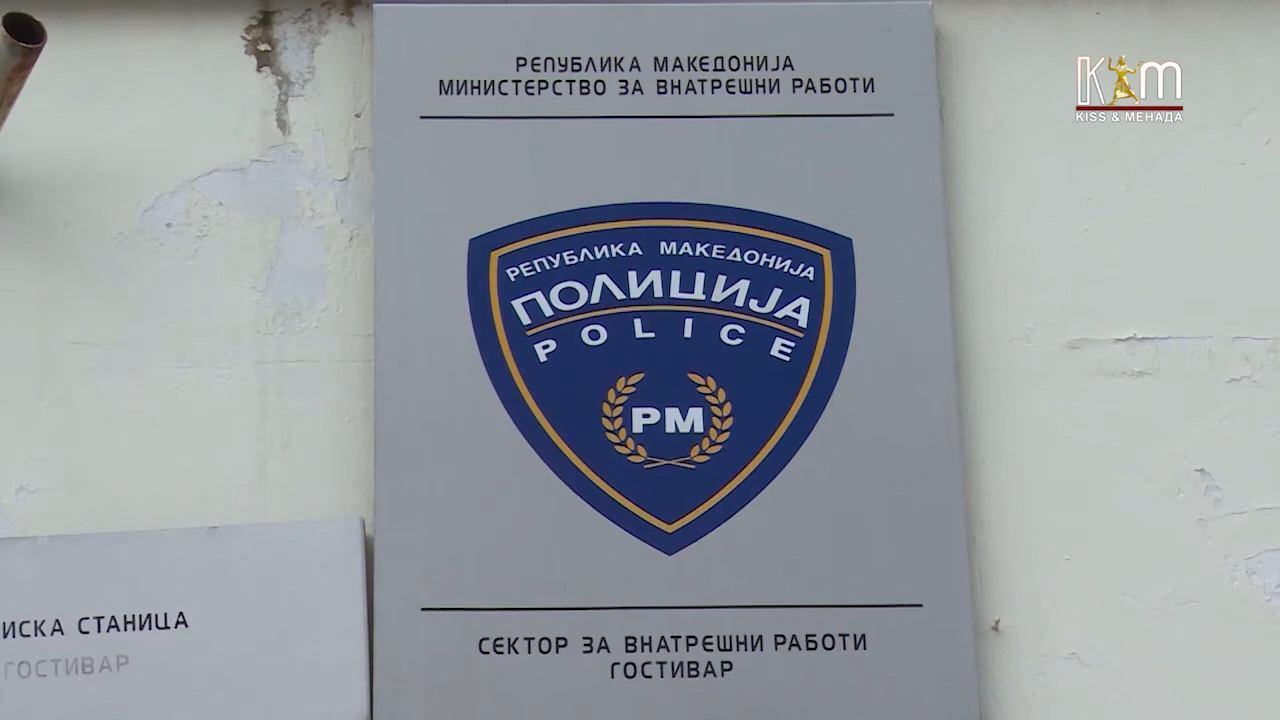 РЕПУБЛИКА МАКЕДОНИЈА
МИНИСТЕРСТВО ЗА ВНАТРЕШНИ РАБОТИ
РЕПУБЛИКА МАКЕДОНИЈА
ПОЛИЦИЈА
POLICE
РМ
СЕКТОР ЗА ВНАТРЕШНИ РАБОТИ
ГОСТИВАР
ИСКА СТАНИЦА
ГОСТИВАР
KM
KISS & МЕНАДА